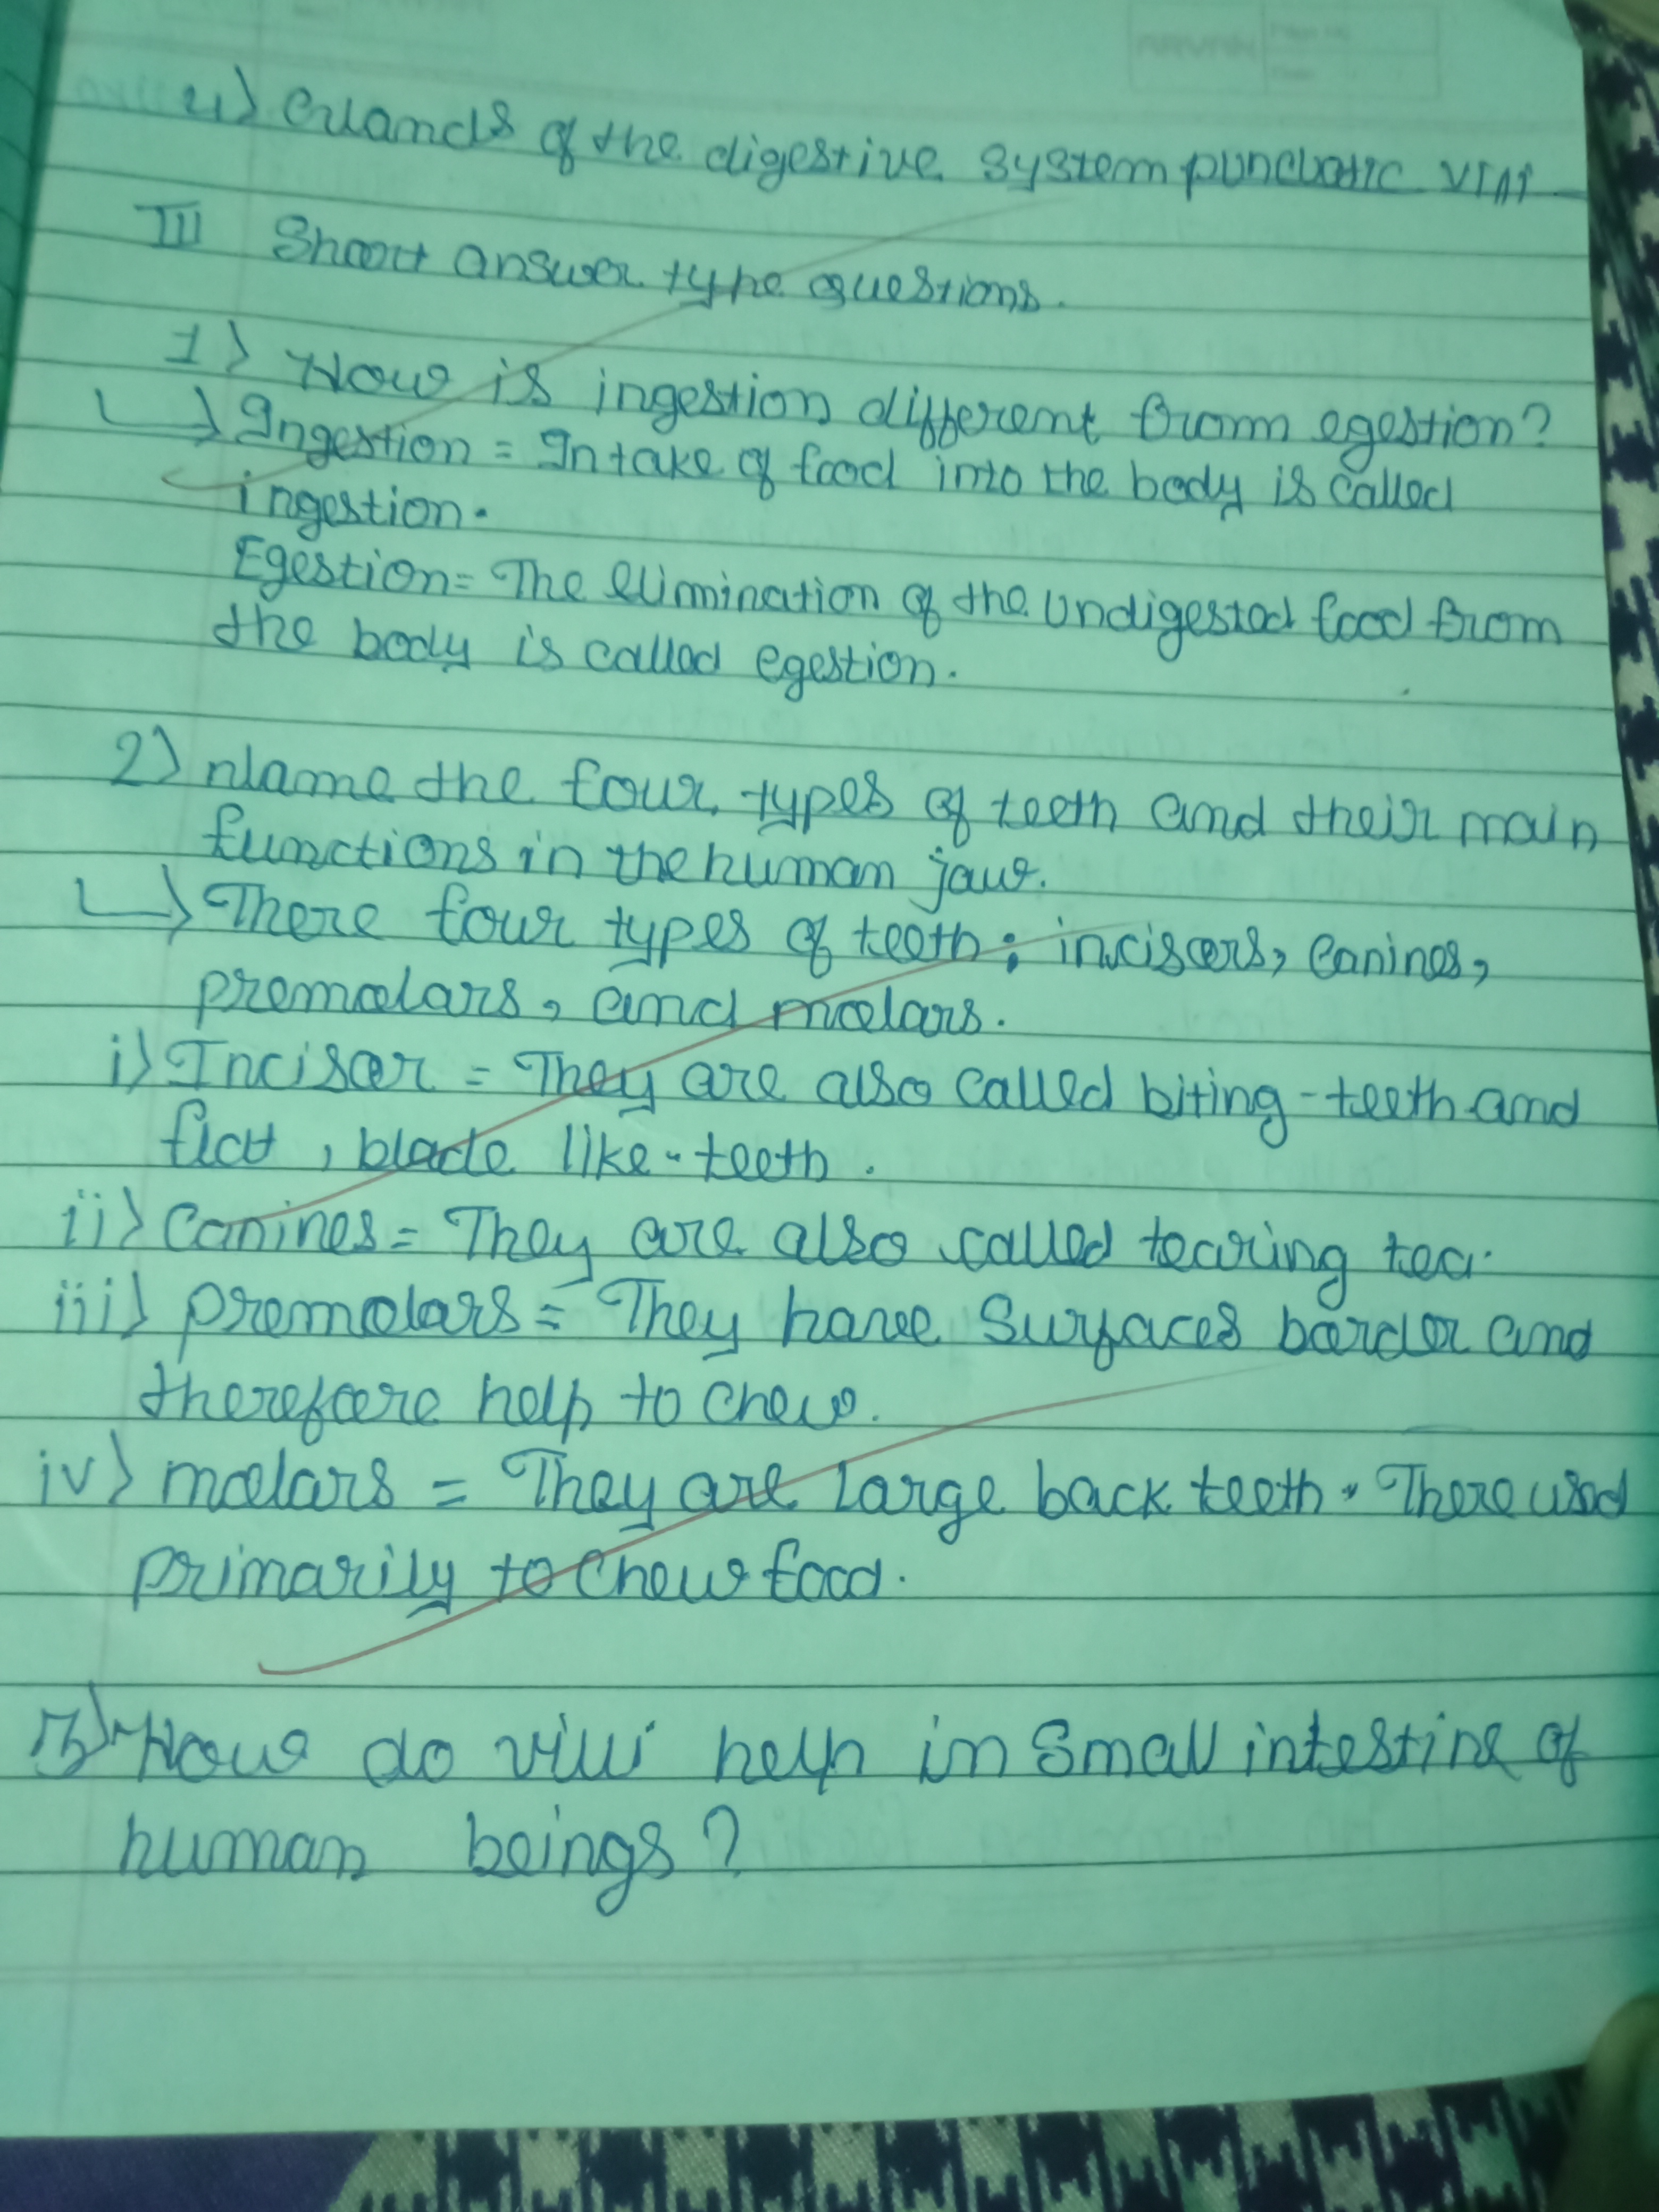 4) Glands of the digestive system
III Short answer type questions.
1) How is ingestion different from egestion?
Ingestion = Intake of food into the body is called
ingestion.
Egestion = The elimination of the undigested food from
the body is called egestion.
2) Name the four types of teeth and their main
functions in the human jaw.
There four types of teeth; incisors, canines,
premolars, and molars.
i) Incisor = They are also called biting-teeth and
flat, blade like-teeth.
ii) Canines = They are also called tearing
iii) premolars = They have surfaces border and
therefore help to chew.
iv) molars = They are large back teeth. There used
primarily to chew food.
3) How do villi help in small intestine of
human beings?